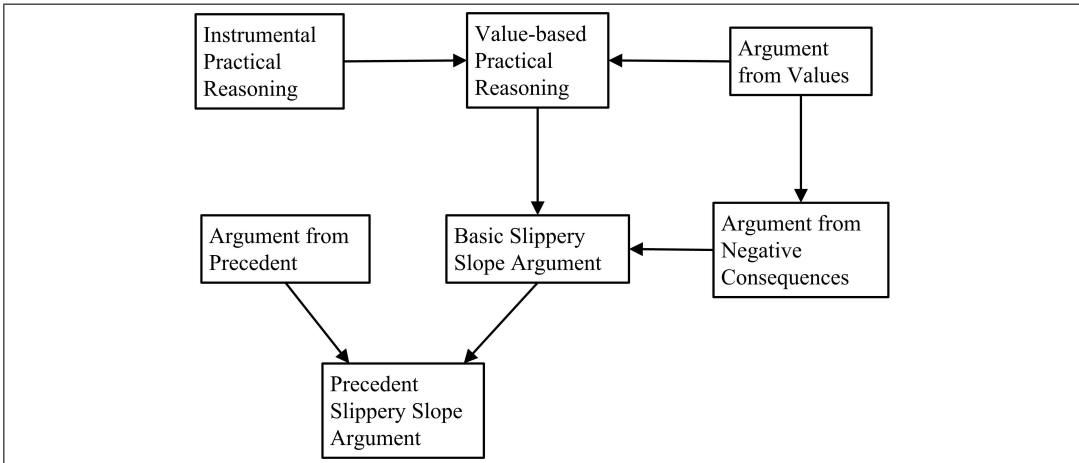 Instrumental
Practical
Reasoning
Value-based
Practical
Reasoning
Argument
from Values
Argument from
Precedent
Basic Slippery
Slope Argument
Argument from
Negative
Consequences
Precedent
Slippery Slope
Argument